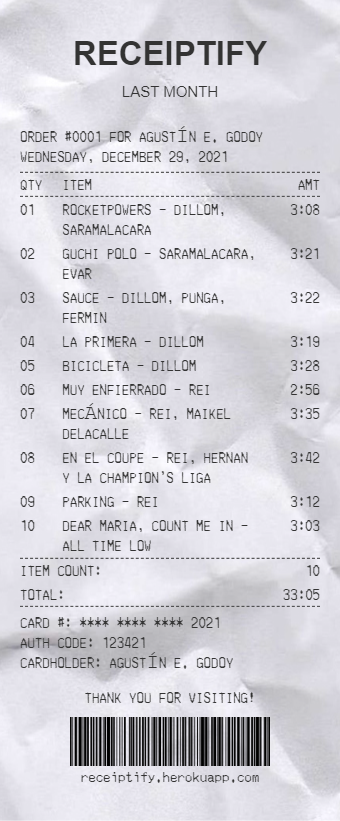 RECEIPTIFY
LAST MONTH
ORDER #0001 FOR AGUSTÍN E. GODOY
WEDNESDAY, DECEMBER 29, 2021
QTY ITEM AMT
01 ROCKETPOWERS - DILLOM, 3:08
SARAMALACARA
02 GUCHI POLO - SARAMALACARA, 3:21
EVAR
03 SAUCE - DILLOM, PUNGA, 3:22
FERMIN
04 LA PRIMERA - DILLOM 3:19
05 BICICLETA - DILLOM 3:28
06 MUY ENFIERRADO - REI 2:56
07 MECÁNICO - REI, MAIKEL 3:35
DELACALLE
08 EN EL COUPE - REI, HERNAN 3:42
Y LA CHAMPION'S LIGA
09 PARKING - REI 3:12
10 DEAR MARIA, COUNT ME IN - 3:03
ALL TIME LOW
ITEM COUNT: 10
TOTAL: 33:05
CARD #: **** **** **** 2021
AUTH CODE: 123421
CARDHOLDER: AGUSTÍN E. GODOY
THANK YOU FOR VISITING!
receiptify.herokuapp.com